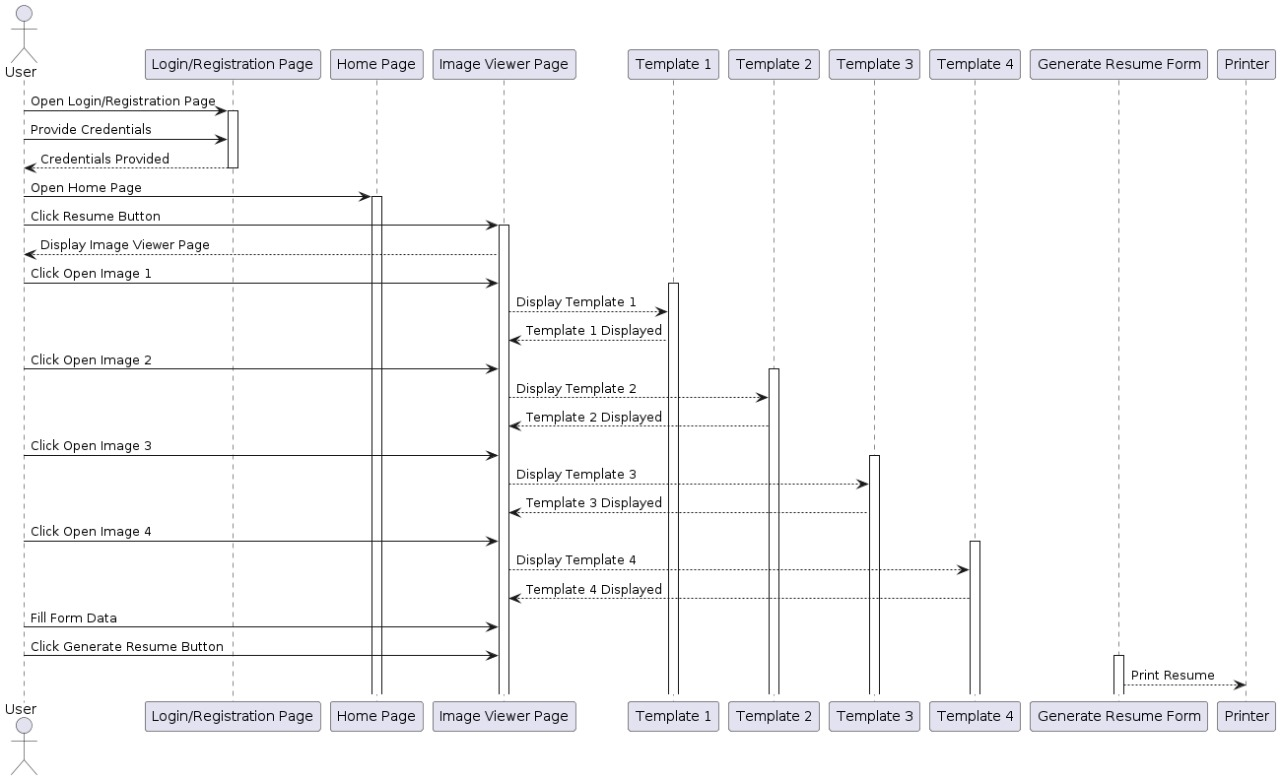 User
Login/Registration Page
Home Page
Image Viewer Page
Template 1
Template 2
Template 3
Template 4
Generate Resume Form
Printer
Open Login/Registration Page
Provide Credentials
Credentials Provided
Open Home Page
Click Resume Button
Display Image Viewer Page
Click Open Image 1
Display Template 1
Template 1 Displayed
Click Open Image 2
Display Template 2
Template 2 Displayed
Click Open Image 3
Display Template 3
Template 3 Displayed
Click Open Image 4
Display Template 4
Template 4 Displayed
Fill Form Data
Click Generate Resume Button
Print Resume
User
Login/Registration Page
Home Page
Image Viewer Page
Template 1
Template 2
Template 3
Template 4
Generate Resume Form
Printer